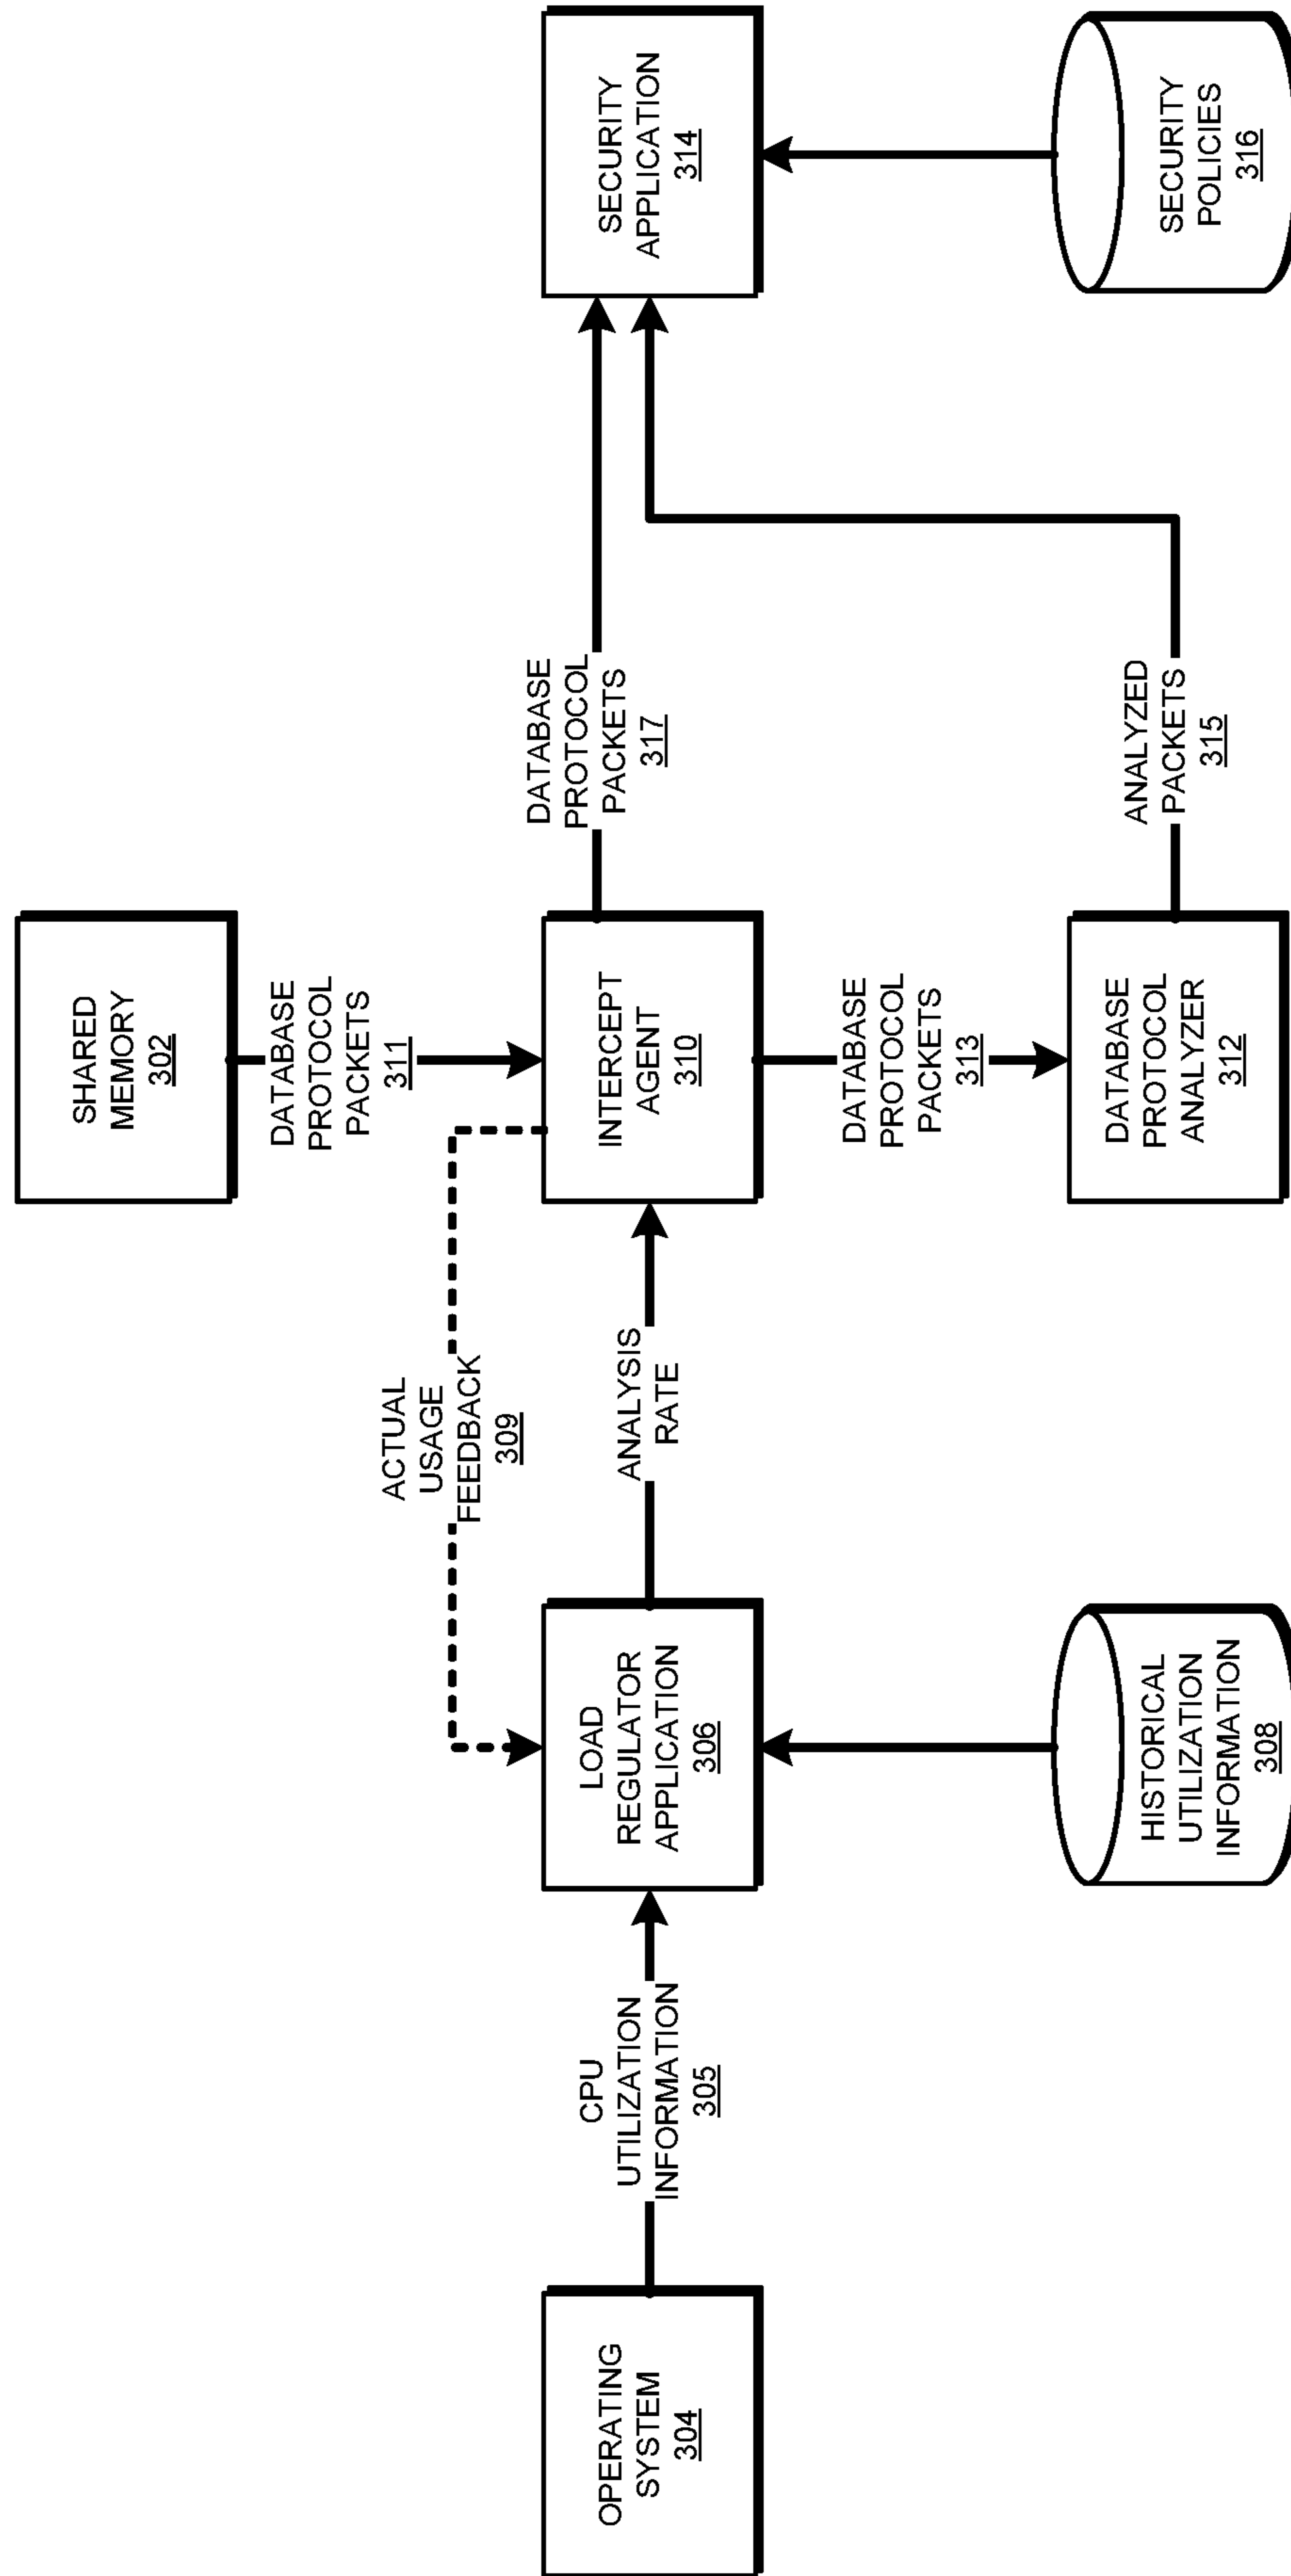 SHARED
MEMORY
302
DATABASE
PROTOCOL
PACKETS
311
ACTUAL
USAGE
FEEDBACK
309
OPERATING
SYSTEM
304
CPU
UTILIZATION
INFORMATION
305
LOAD
REGULATOR
APPLICATION
306
ANALYSIS
RATE
INTERCEPT
AGENT
310
DATABASE
PROTOCOL
PACKETS
317
SECURITY
APPLICATION
314
DATABASE
PROTOCOL
PACKETS
313
HISTORICAL
UTILIZATION
INFORMATION
308
DATABASE
PROTOCOL
ANALYZER
312
ANALYZED
PACKETS
315
SECURITY
POLICIES
316